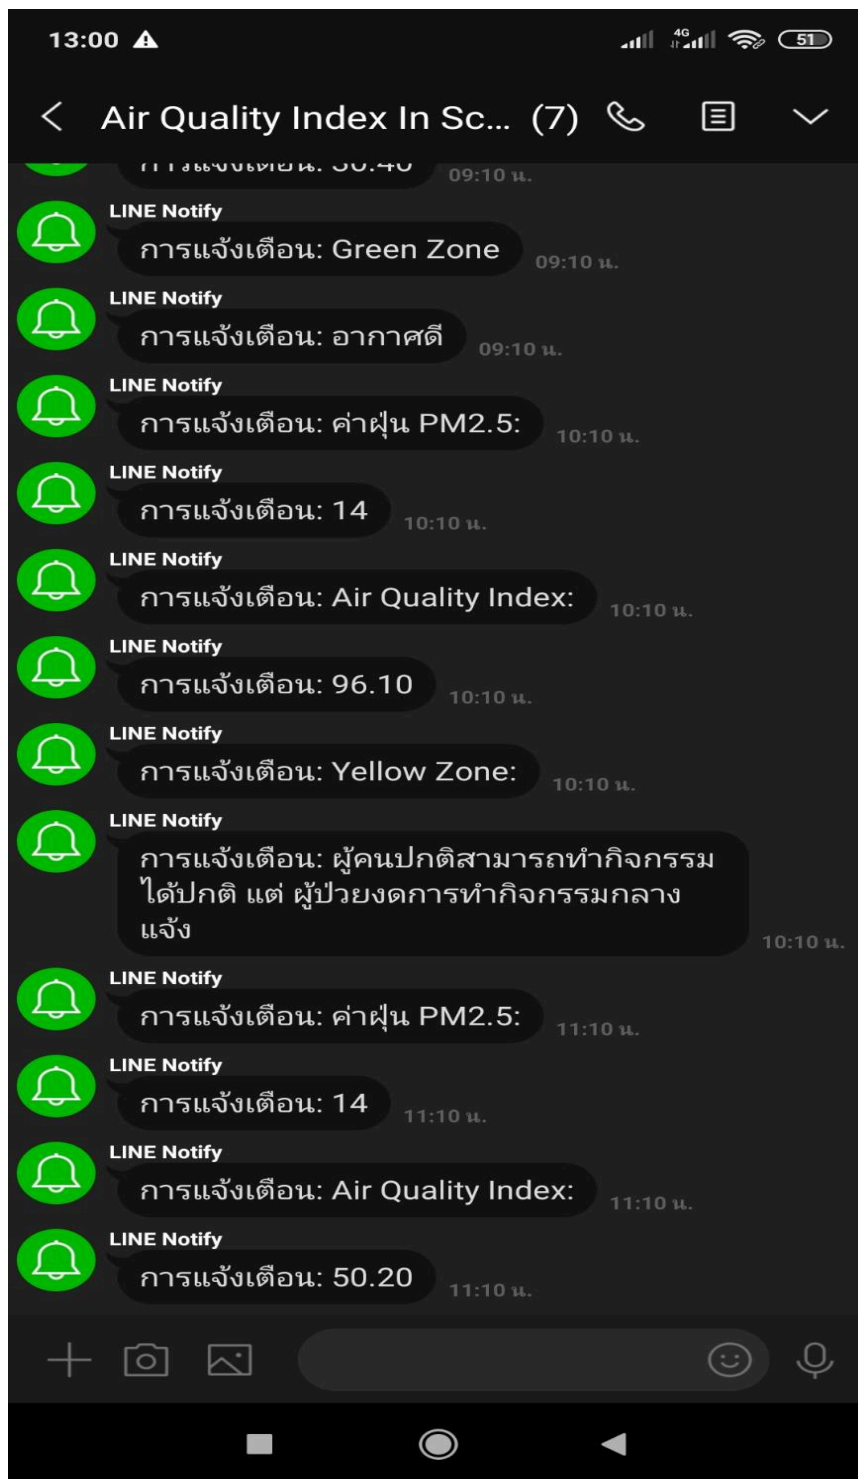 13:00
4G
51
Air Quality Index In Sc... (7)
09:10 น.
LINE Notify
การแจ้งเตือน: Green Zone
09:10 น.
LINE Notify
การแจ้งเตือน: อากาศดี
09:10 น.
LINE Notify
การแจ้งเตือน: ค่าฝุ่น PM2.5:
10:10 น.
LINE Notify
การแจ้งเตือน: 14
10:10 น.
LINE Notify
การแจ้งเตือน: Air Quality Index:
10:10 น.
LINE Notify
การแจ้งเตือน: 96.10
10:10 น.
LINE Notify
การแจ้งเตือน: Yellow Zone:
10:10 น.
LINE Notify
การแจ้งเตือน: ผู้คนปกติสามารถทำกิจกรรม
ได้ปกติ แต่ ผู้ป่วยงดการทำกิจกรรมกลาง
แจ้ง
10:10 น.
LINE Notify
การแจ้งเตือน: ค่าฝุ่น PM2.5:
11:10 น.
LINE Notify
การแจ้งเตือน: 14
11:10 น.
LINE Notify
การแจ้งเตือน: Air Quality Index:
11:10 น.
LINE Notify
การแจ้งเตือน: 50.20
11:10 น.